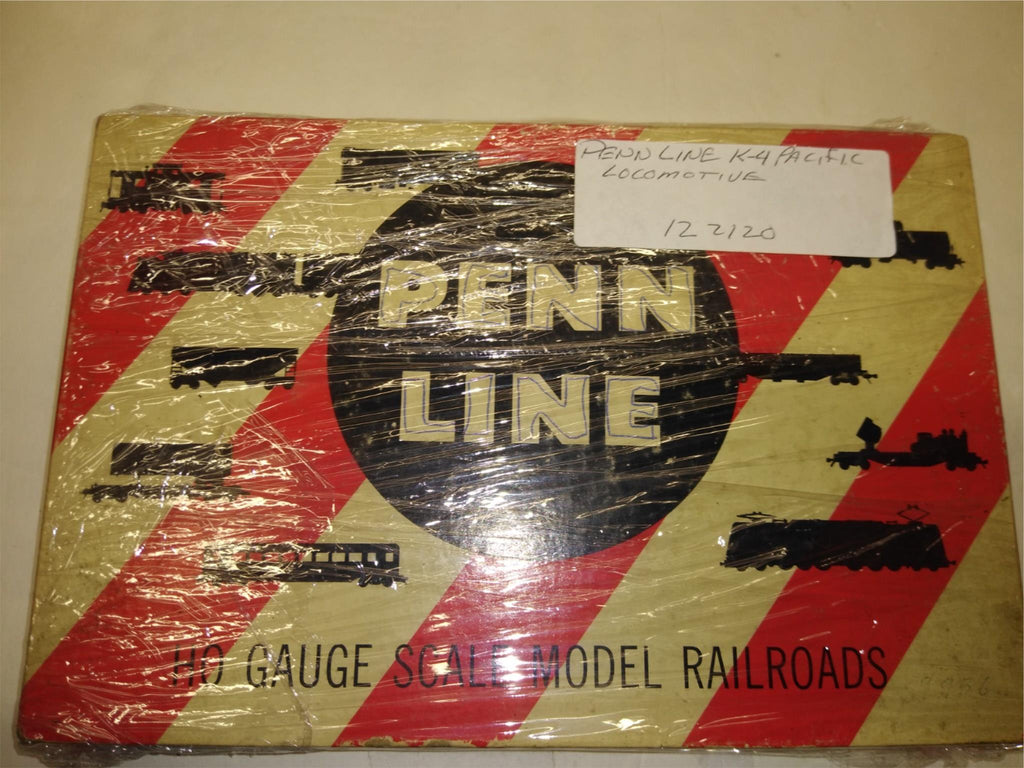 PENN LINE K-4 PACIFIC
LOCOMOTIVE
122120
PENN
LINE
HO GAUGE SCALE MODEL RAILROADS